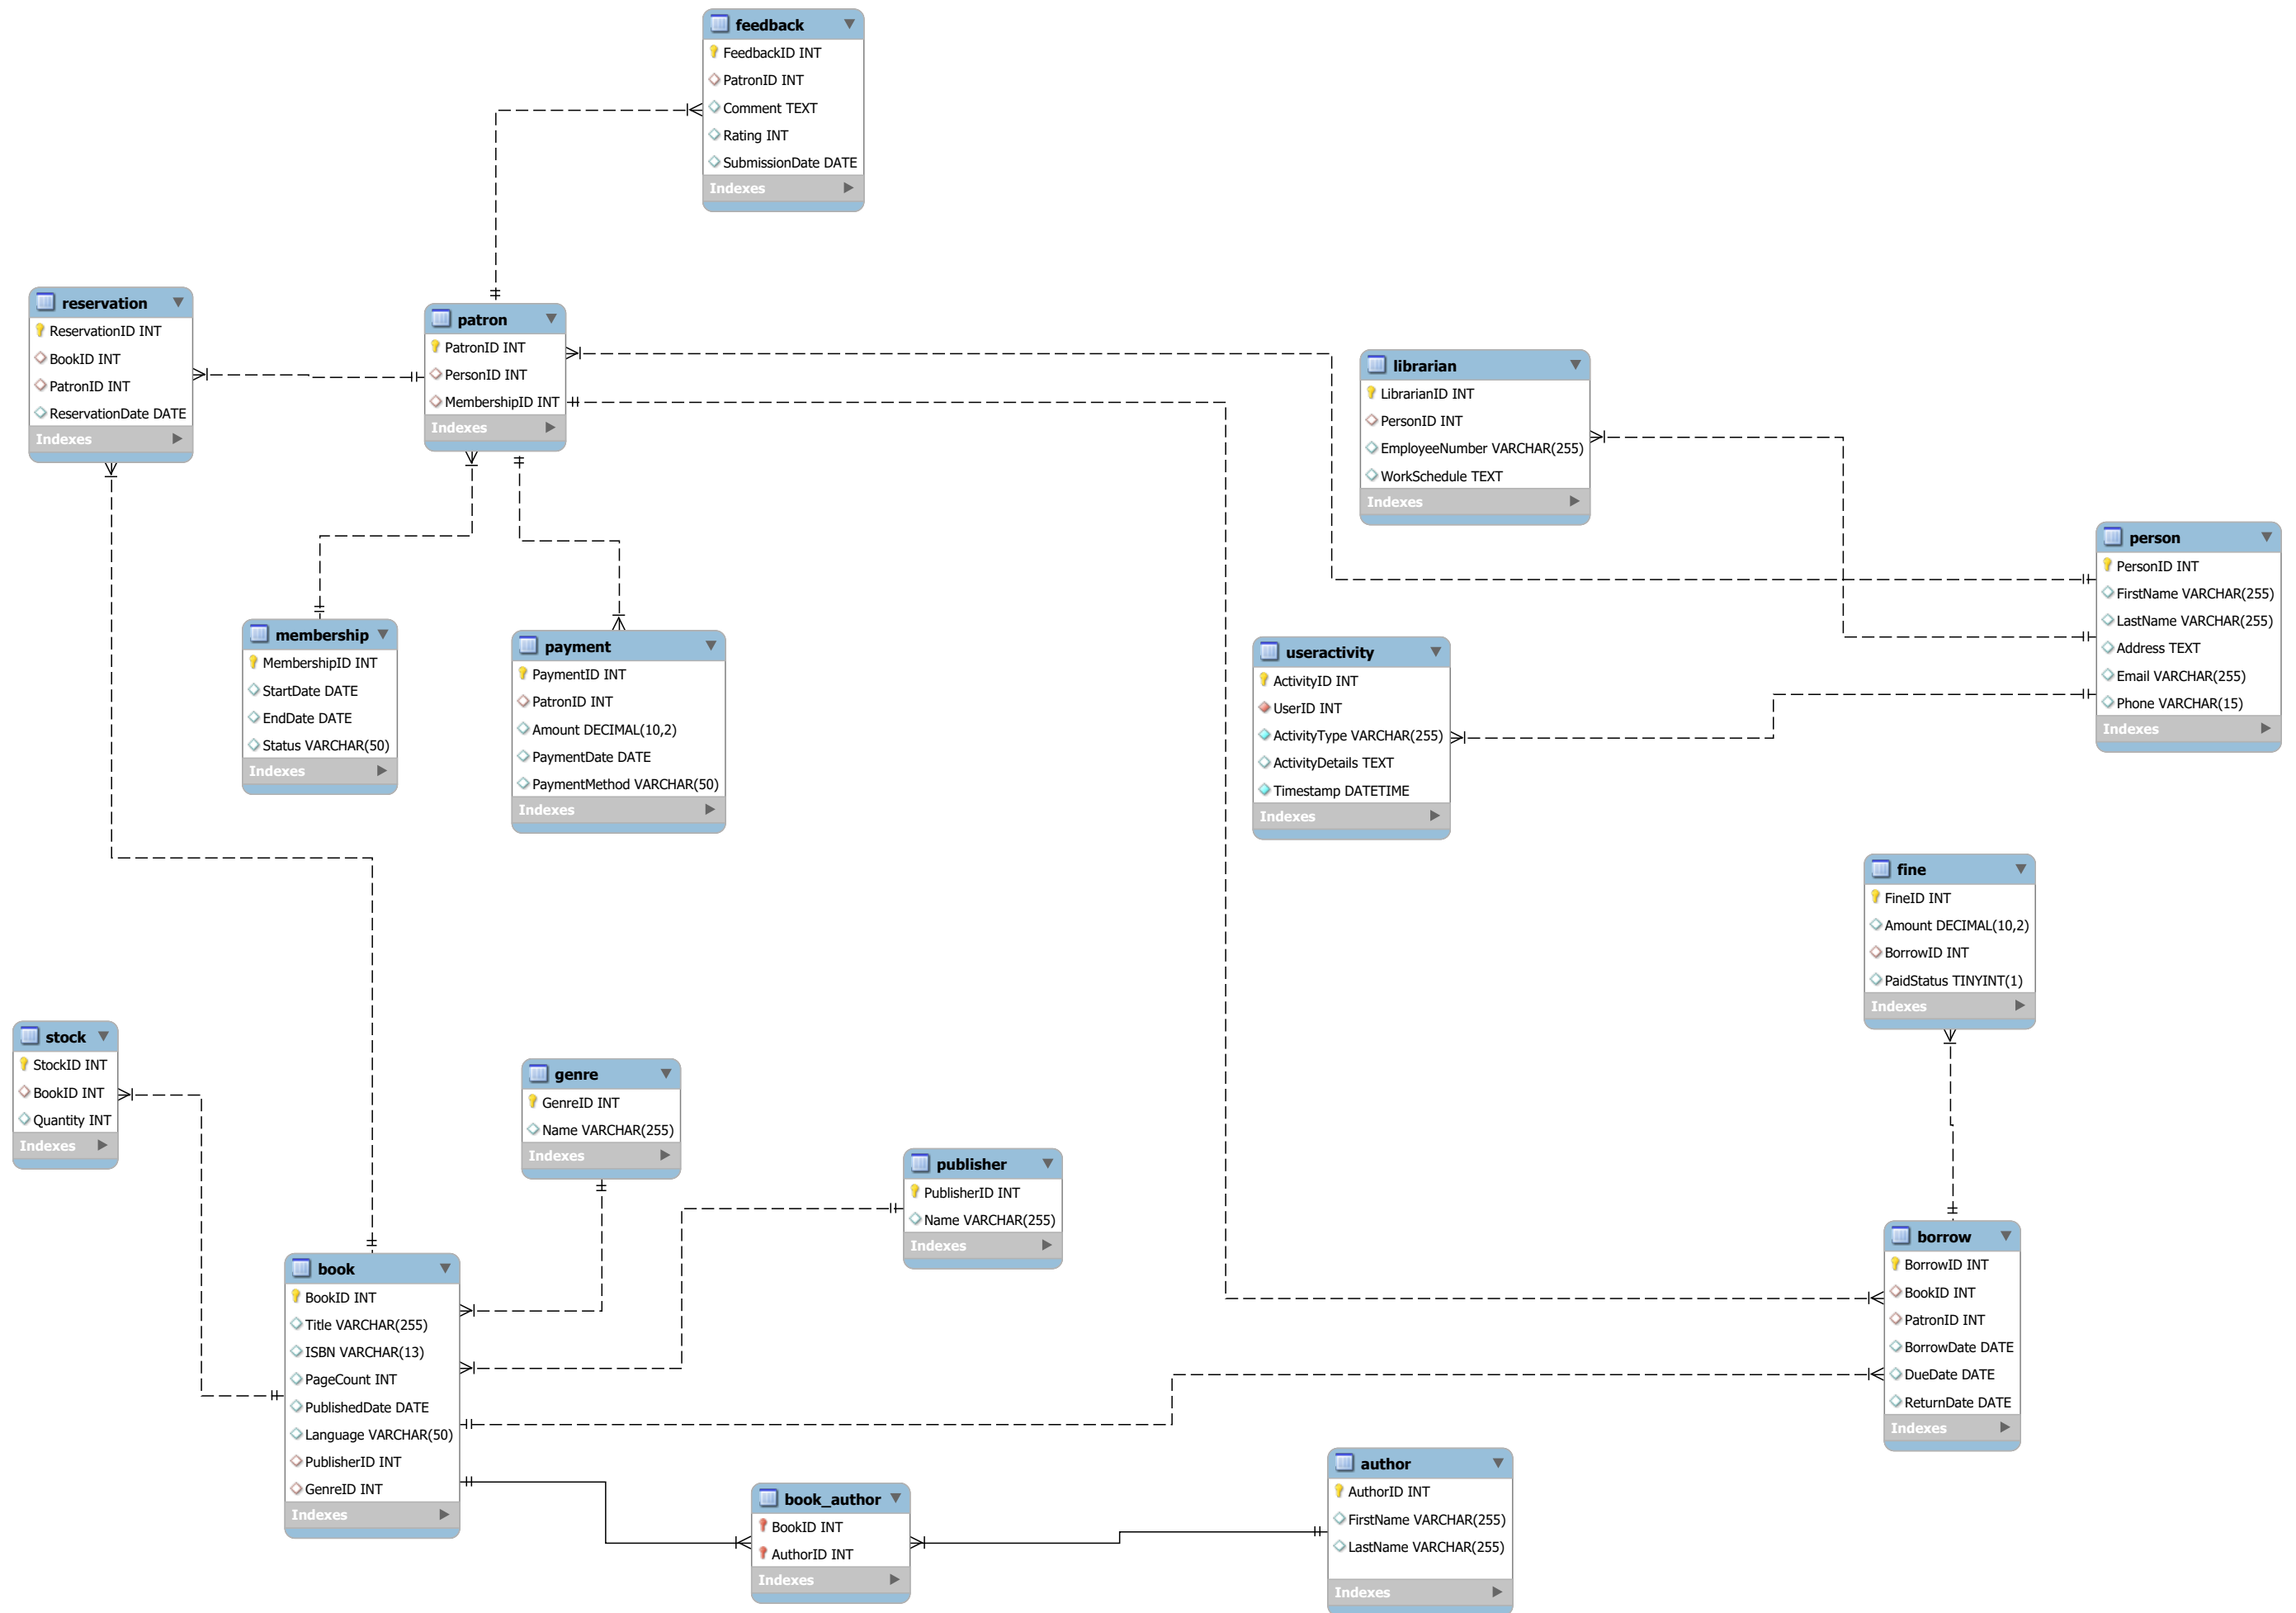 feedback
FeedbackID INT
PatronID INT
Comment TEXT
Rating INT
SubmissionDate DATE
Indexes
reservation
ReservationID INT
BookID INT
PatronID INT
ReservationDate DATE
Indexes
patron
PatronID INT
PersonID INT
MembershipID INT
Indexes
librarian
LibrarianID INT
PersonID INT
EmployeeNumber VARCHAR(255)
WorkSchedule TEXT
Indexes
person
PersonID INT
FirstName VARCHAR(255)
LastName VARCHAR(255)
Address TEXT
Email VARCHAR(255)
Phone VARCHAR(15)
Indexes
membership
MembershipID INT
StartDate DATE
EndDate DATE
Status VARCHAR(50)
Indexes
payment
PaymentID INT
PatronID INT
Amount DECIMAL(10,2)
PaymentDate DATE
PaymentMethod VARCHAR(50)
Indexes
useractivity
ActivityID INT
UserID INT
ActivityType VARCHAR(255)
ActivityDetails TEXT
Timestamp DATETIME
Indexes
fine
FineID INT
Amount DECIMAL(10,2)
BorrowID INT
PaidStatus TINYINT(1)
Indexes
stock
StockID INT
BookID INT
Quantity INT
Indexes
genre
GenreID INT
Name VARCHAR(255)
Indexes
publisher
PublisherID INT
Name VARCHAR(255)
Indexes
borrow
BorrowID INT
BookID INT
PatronID INT
BorrowDate DATE
DueDate DATE
ReturnDate DATE
Indexes
book
BookID INT
Title VARCHAR(255)
ISBN VARCHAR(13)
PageCount INT
PublishedDate DATE
Language VARCHAR(50)
PublisherID INT
GenreID INT
Indexes
book_author
BookID INT
AuthorID INT
Indexes
author
AuthorID INT
FirstName VARCHAR(255)
LastName VARCHAR(255)
Indexes